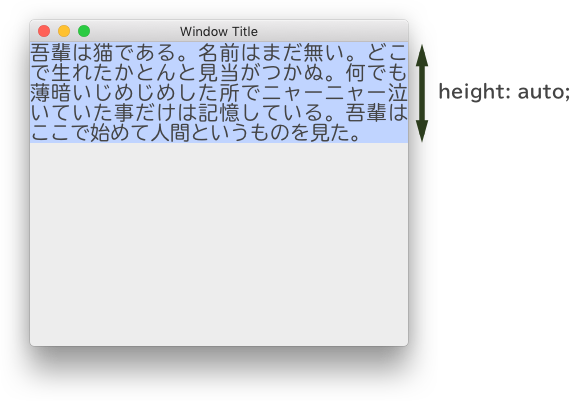 Window Title
吾輩は猫である。名前はまだ無い。どこ
で生れたかとんと見当がつかぬ。何でも
薄暗いじめじめした所でニャーニャー泣
いていた事だけは記憶している。吾輩は
ここで始めて人間というものを見た。
height: auto;